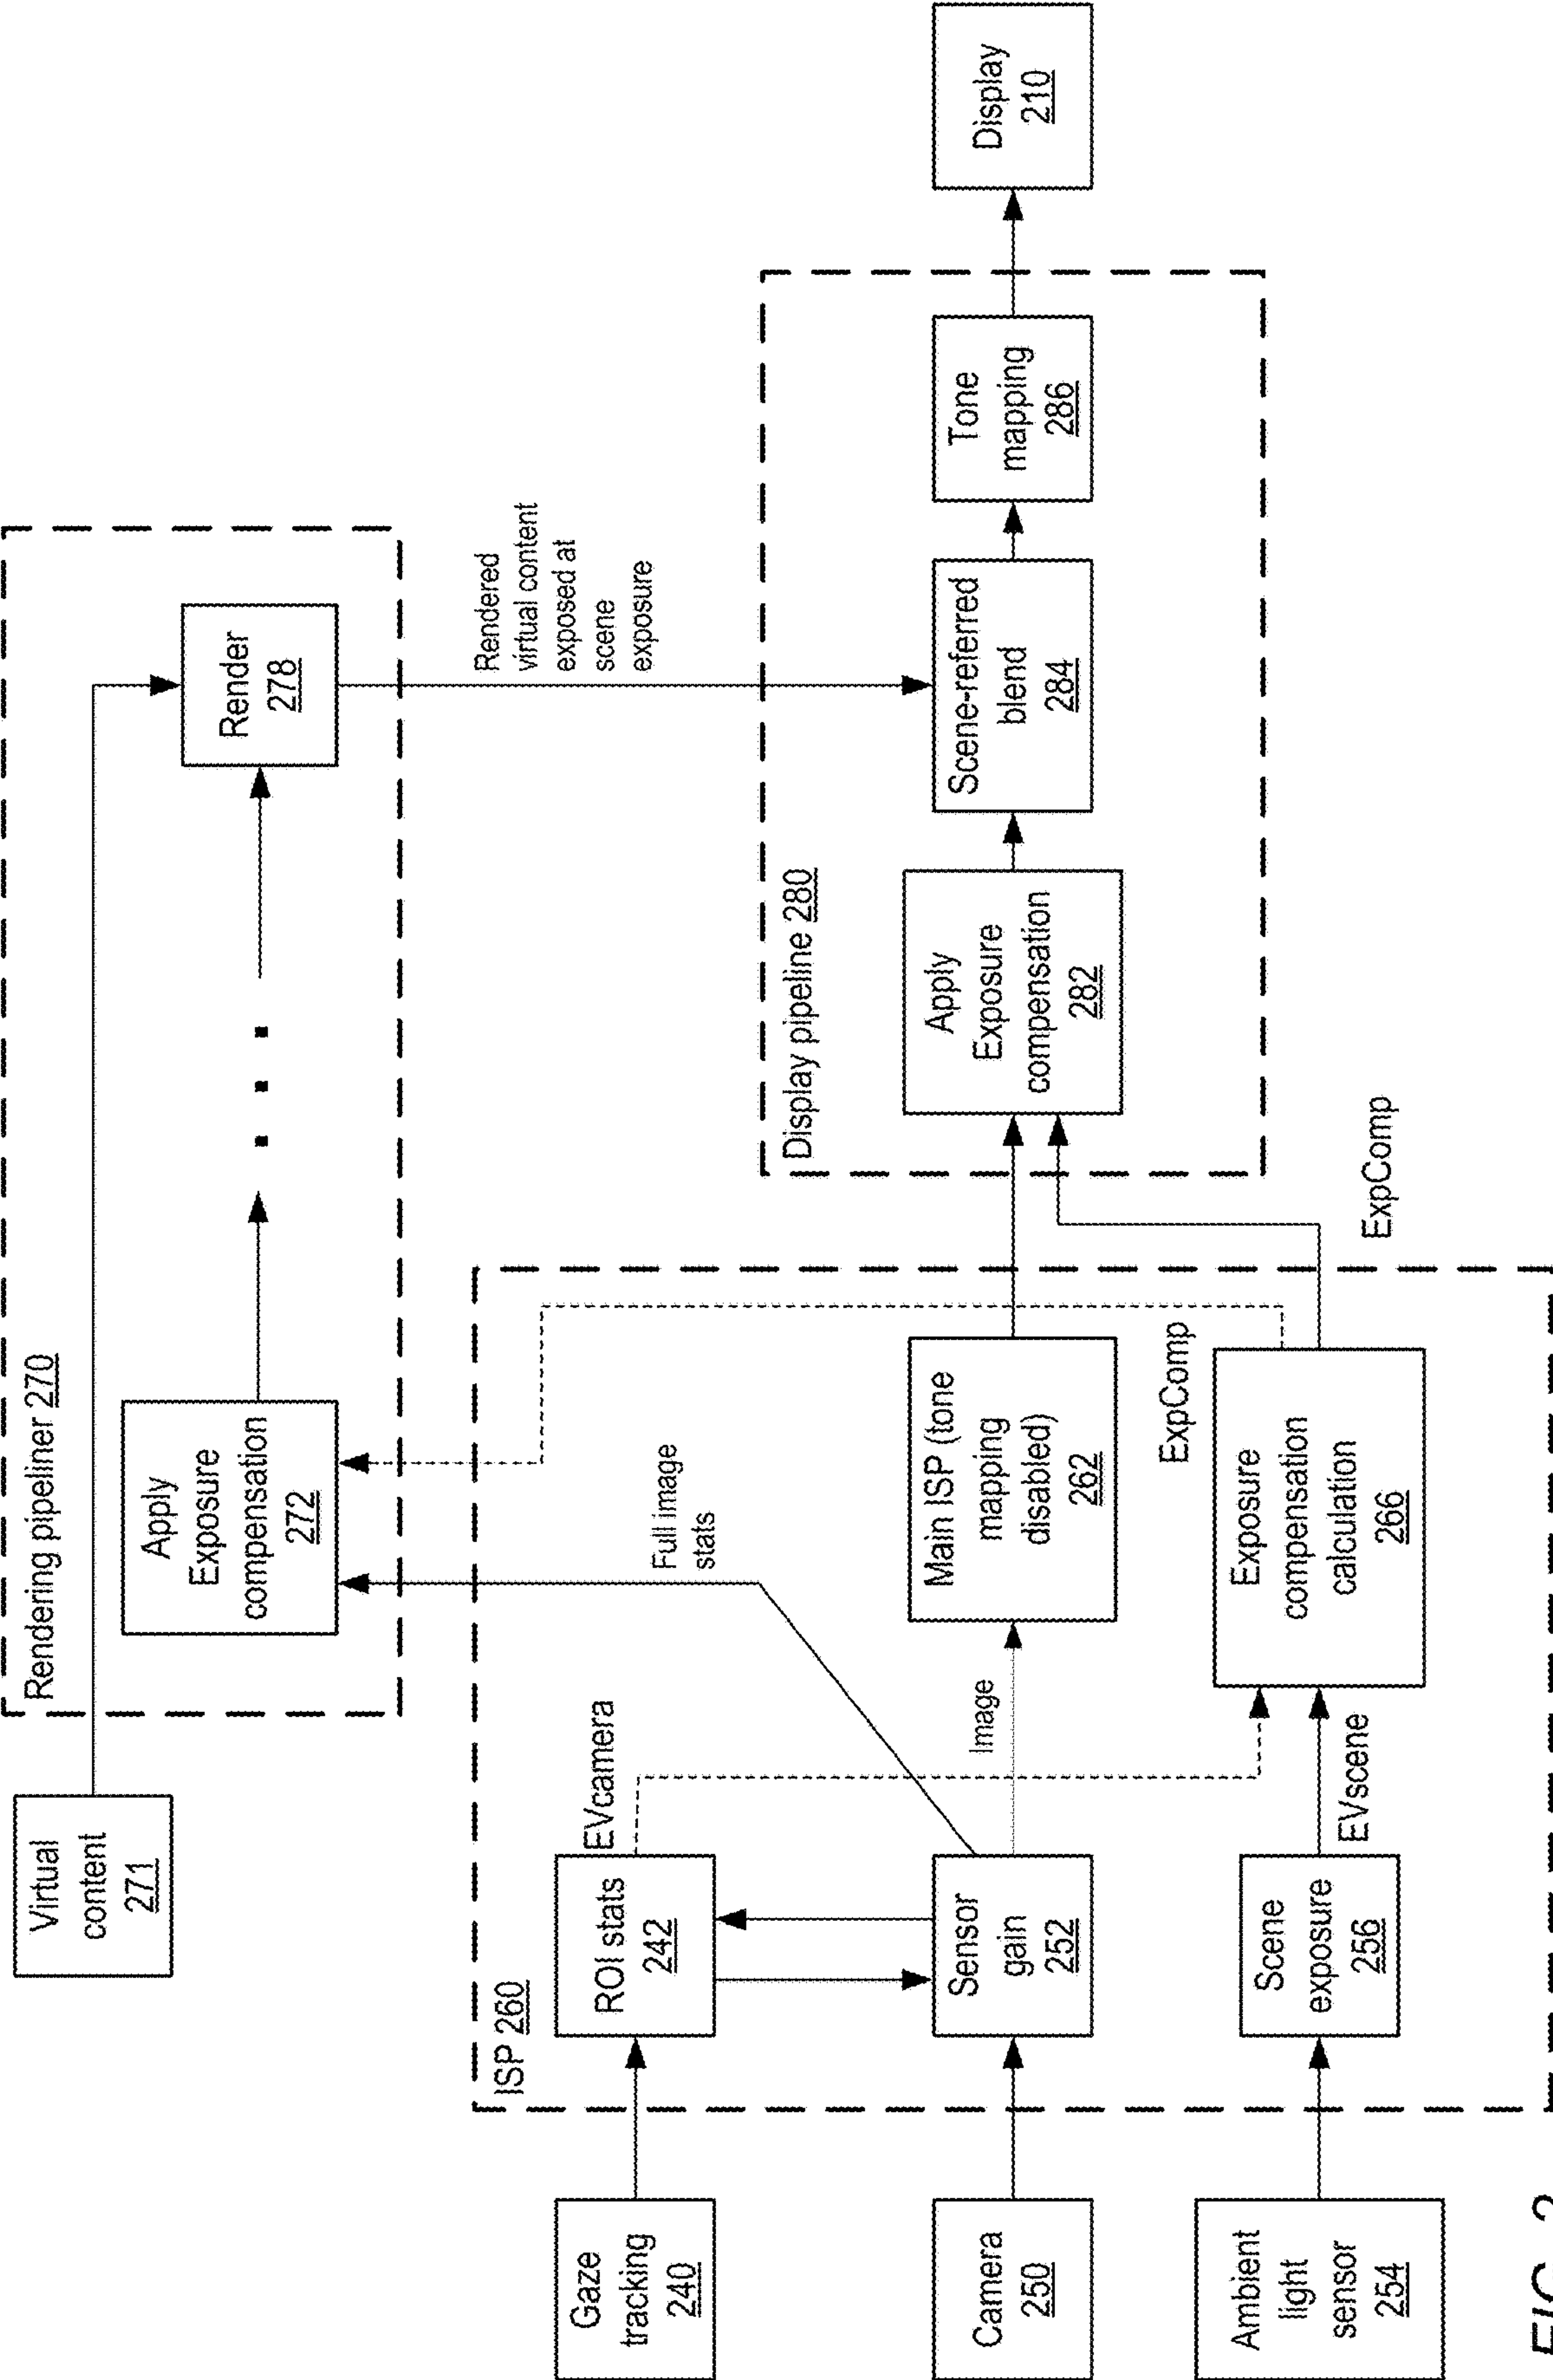 Virtual
content
271
Rendering pipeliner 270
Apply
Exposure
compensation
272
Render
278
Rendered
virtual content
exposed at
scene
exposure
Gaze
tracking
240
Camera
250
Ambient
light
sensor
254
ISP 260
ROI stats
242
EVcamera
Sensor
gain
252
Full image
stats
Image
Scene
exposure
256
EVscene
Main ISP (tone
mapping
disabled)
262
ExpComp
Exposure
compensation
calculation
266
ExpComp
Display pipeline 280
Apply
Exposure
compensation
282
Scene-referred
blend
284
Tone
mapping
286
Display
210